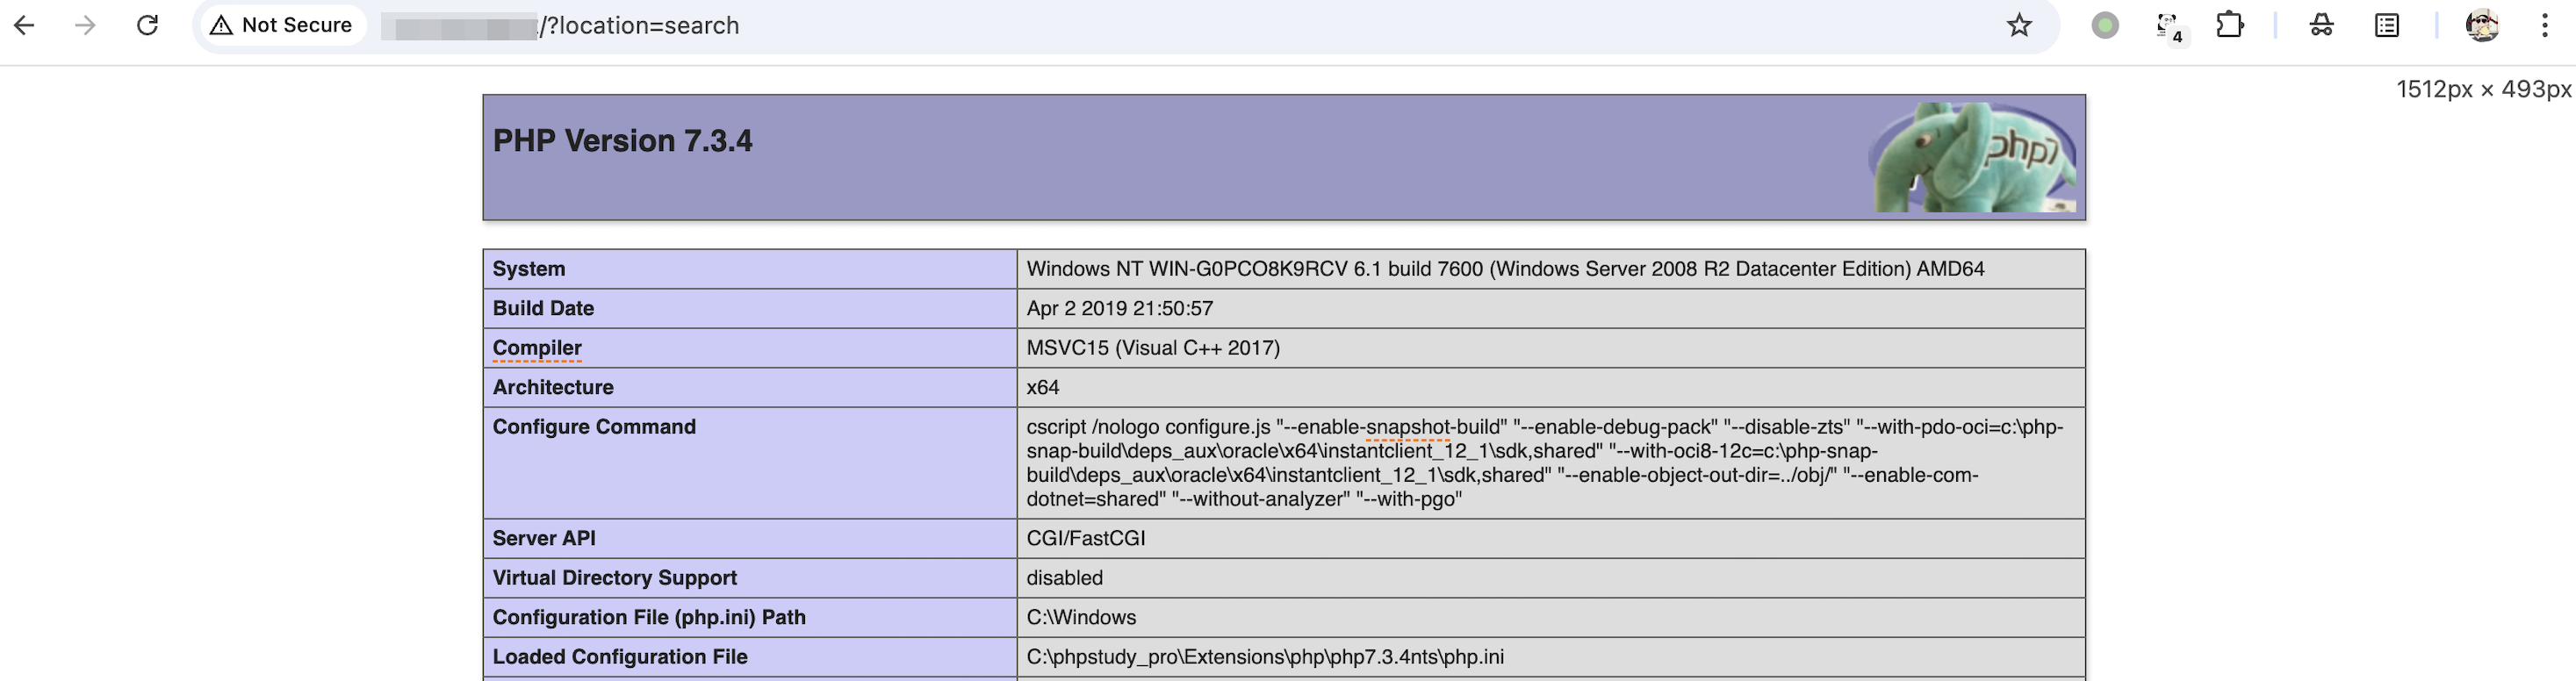 Not Secure
/?location=search
4
1512px × 493px
PHP Version 7.3.4
php7
System Windows NT WIN-G0PCO8K9RCV 6.1 build 7600 (Windows Server 2008 R2 Datacenter Edition) AMD64
Build Date Apr 2 2019 21:50:57
Compiler MSVC15 (Visual C++ 2017)
Architecture x64
Configure Command cscript /nologo configure.js "--enable-snapshot-build" "--enable-debug-pack" "--disable-zts" "--with-pdo-oci=c:\php-
snap-build\deps_aux\oracle\x64\instantclient_12_1\sdk,shared" "--with-oci8-12c=c:\php-snap-
build\deps_aux\oracle\x64\instantclient_12_1\sdk,shared" "--enable-object-out-dir=../obj/" "--enable-com-
dotnet=shared" "--without-analyzer" "--with-pgo"
Server API CGI/FastCGI
Virtual Directory Support disabled
Configuration File (php.ini) Path C:\Windows
Loaded Configuration File C:\phpstudy_pro\Extensions\php\php7.3.4nts\php.ini